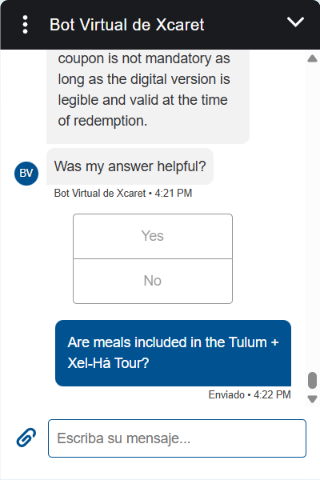 Bot Virtual de Xcaret
coupon is not mandatory as
long as the digital version is
legible and valid at the time
of redemption.
BV
Was my answer helpful?
Bot Virtual de Xcaret • 4:21 PM
Yes
No
Are meals included in the Tulum +
Xel-Há Tour?
Enviado • 4:22 PM
Escriba su mensaje...